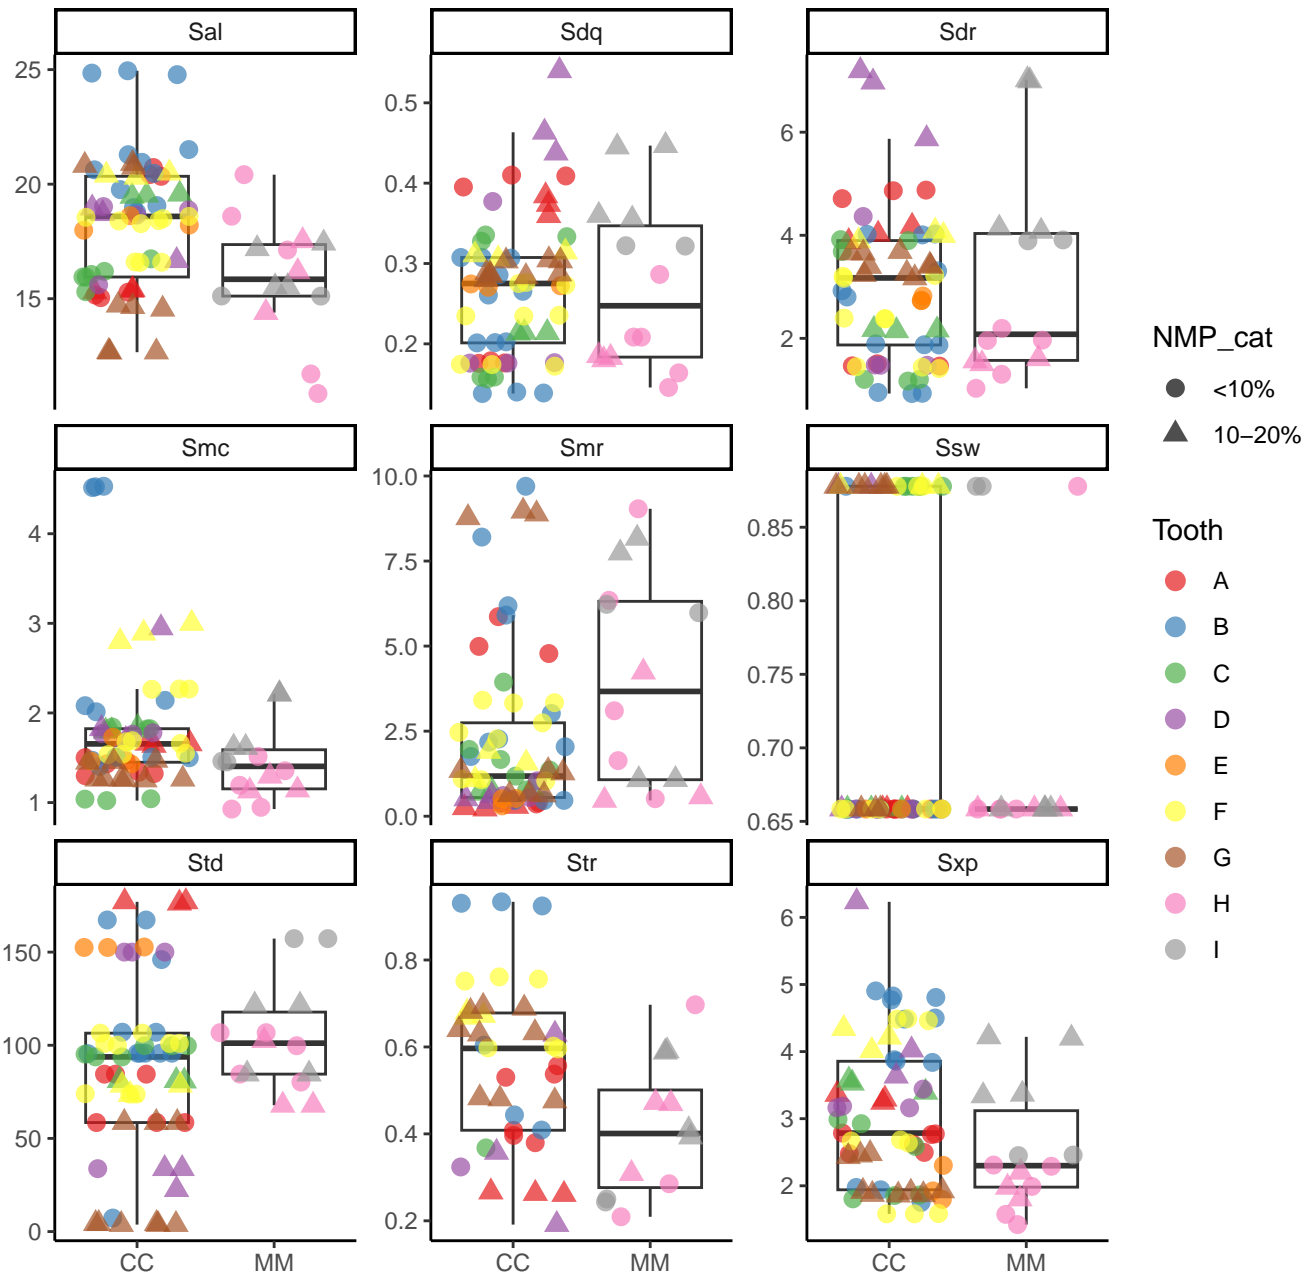 Sal Sdq Sdr
25
20
15
0.5
0.4
0.3
0.2
6
4
2
Smc Smr Ssw
4
3
2
1
10.0
7.5
5.0
2.5
0.0
0.85
0.80
0.75
0.70
0.65
Std Str Sxp
150
100
50
0
0.8
0.6
0.4
0.2
6
5
4
3
2
CC MM CC MM CC MM
NMP_cat
<10%
10−20%
Tooth
A
B
C
D
E
F
G
H
I